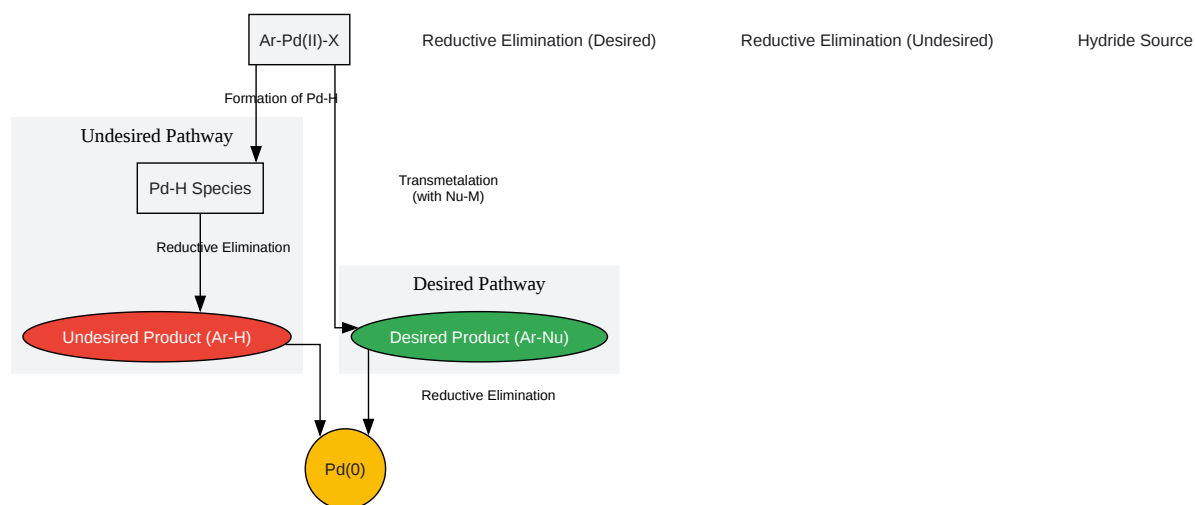 Ar-Pd(II)-X
Reductive Elimination (Desired)
Reductive Elimination (Undesired)
Hydride Source
Formation of Pd-H
Undesired Pathway
Pd-H Species
Transmetalation
(with Nu-M)
Reductive Elimination
Desired Pathway
Undesired Product (Ar-H)
Desired Product (Ar-Nu)
Reductive Elimination
Pd(0)